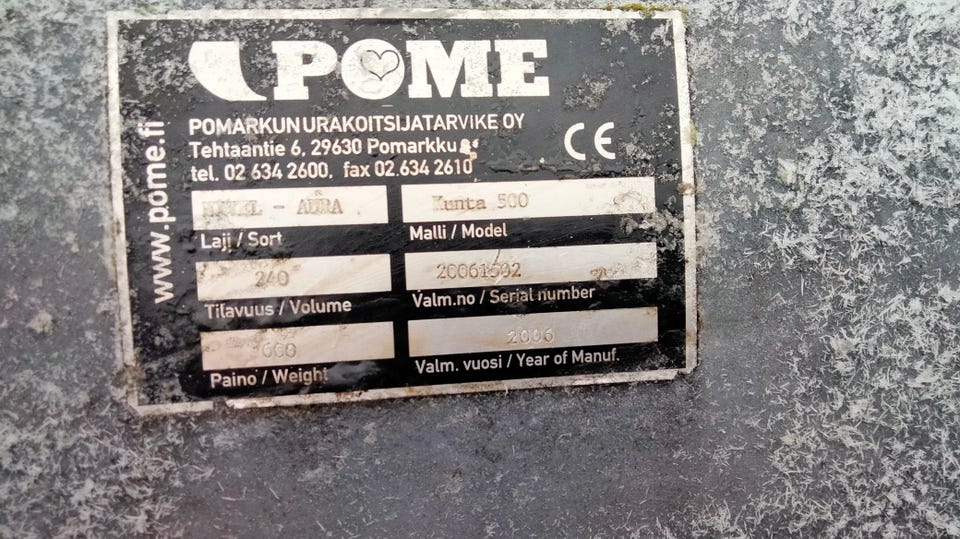 POME
POMARKUN URAKOITSIJATARVIKE OY
Tehtaantie 6, 29630 Pomarkku
tel. 02 634 2600, fax 02 634 2610
www.pome.fi
- AURA
Kunta 500
Laji / Sort
Malli / Model
240
Tilavuus / Volume
Valm.no / Serial number
600
2006
Paino / Weight
Valm. vuosi / Year of Manuf.
CE